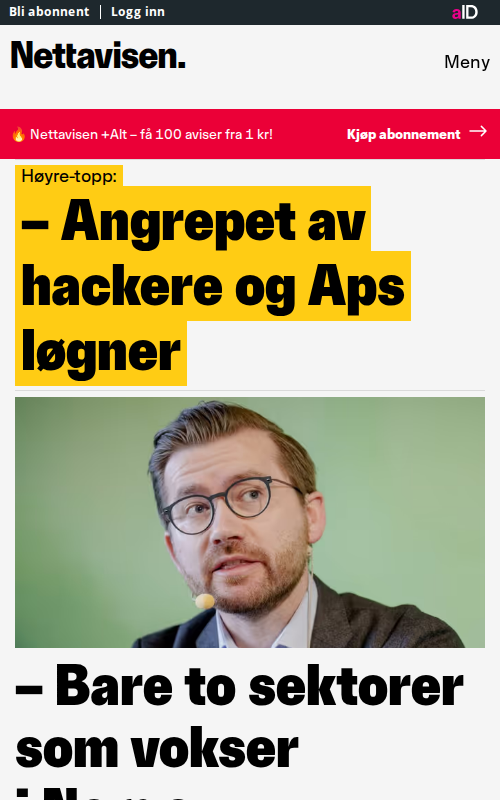 Bli abonnent | Logg inn
aID
Nettavisen.
Meny
🔥 Nettavisen +Alt – få 100 aviser fra 1 kr!
Kjøp abonnement →
Høyre-topp:
– Angrepet av
hackere og Aps
løgner
– Bare to sektorer
som vokser